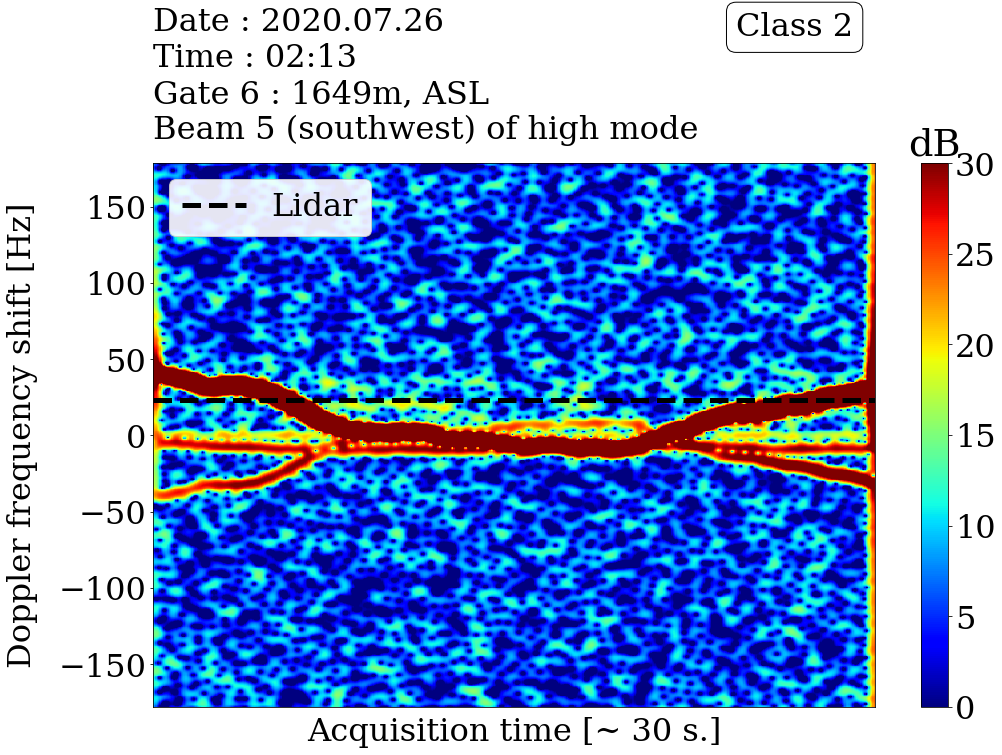 Date : 2020.07.26
Time : 02:13
Gate 6 : 1649m, ASL
Beam 5 (southwest) of high mode
Class 2
dB
Lidar
Doppler frequency shift [Hz]
150
100
50
0
−50
−100
−150
30
25
20
15
10
5
0
Acquisition time [~ 30 s.]